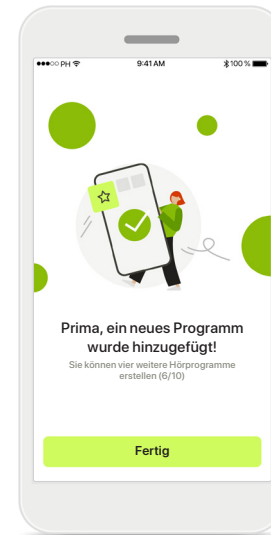 PH 9:41 AM 100 %
Prima, ein neues Programm
wurde hinzugefügt!
Sie können vier weitere Hörprogramme
erstellen (6/10)
Fertig